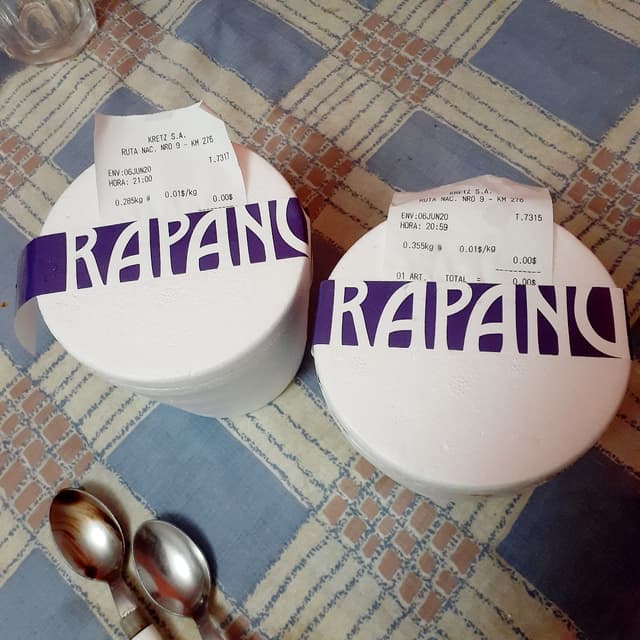 KRETZ S.A.
RUTA NAC. NRO 9 - KM 276
T.7317
ENV:06JUN20
HORA: 21:00
0.285kg @ 0.01$/kg 0.00$
RAPANU
KRETZ S.A.
RUTA NAC. NRO 9 - KM 276
ENV:06JUN20 T.7315
HORA: 20:59
0.355kg @ 0.01$/kg
0.00$
01 ART. TOTAL 0.00$
RAPANU